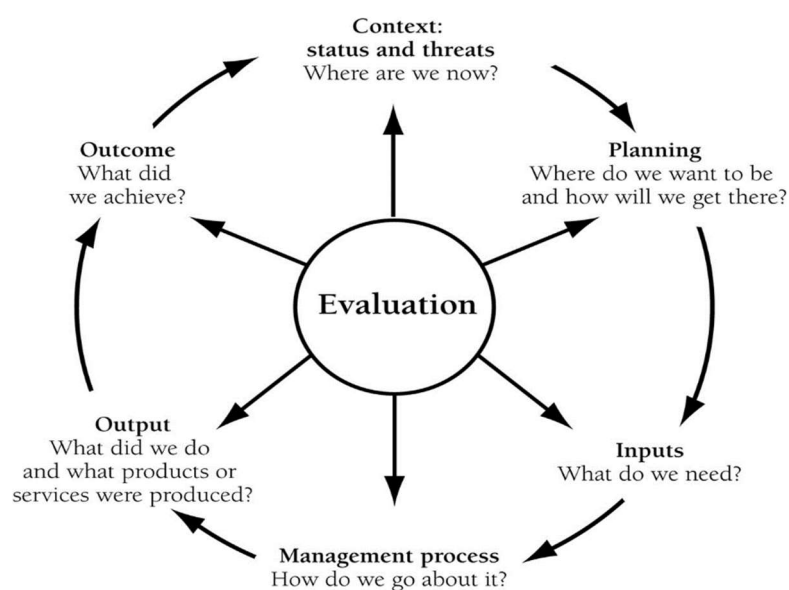 Context:
status and threats
Where are we now?
Planning
Where do we want to be
and how will we get there?
Inputs
What do we need?
Management process
How do we go about it?
Output
What did we do
and what products or
services were produced?
Outcome
What did
we achieve?
Evaluation